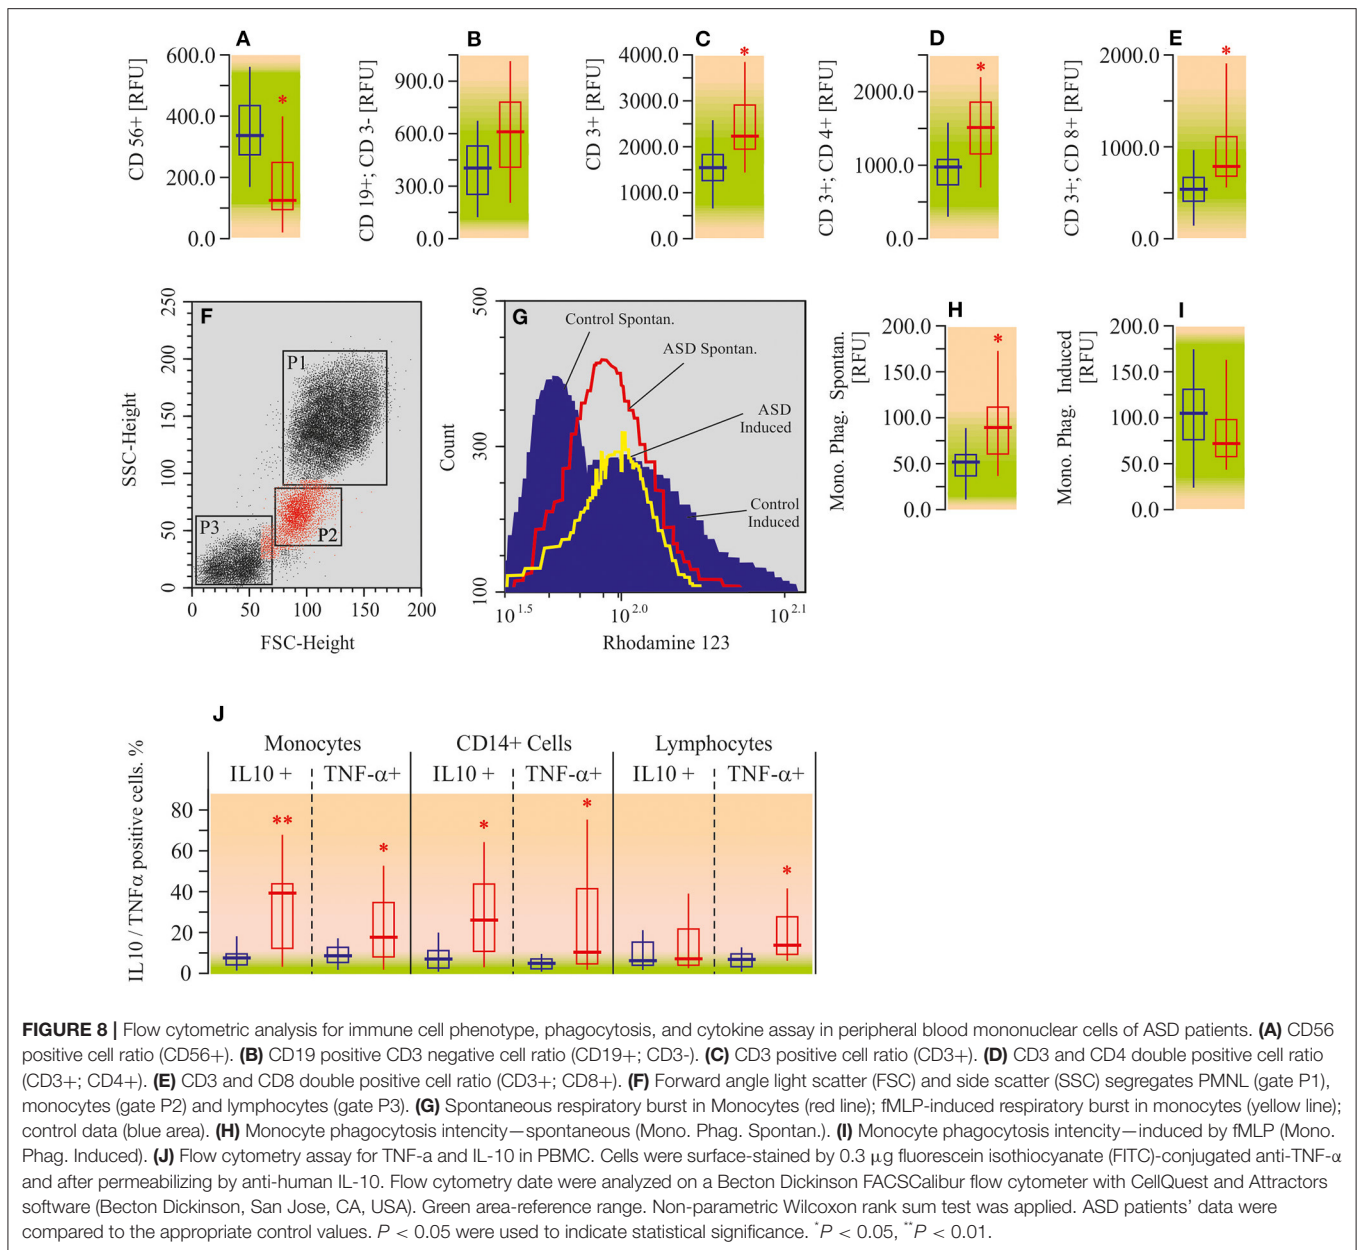 A
CD 56+ [RFU]
600.0
400.0
200.0
0.0
*
B
CD 19+; CD 3- [RFU]
900.0
600.0
300.0
0.0
C
CD 3+ [RFU]
4000.0
3000.0
2000.0
1000.0
0.0
*
D
CD 3+; CD 4+ [RFU]
2000.0
1000.0
0.0
*
E
CD 3+; CD 8+ [RFU]
2000.0
1000.0
0.0
*
F
SSC-Height
250
200
150
100
50
0
P1
P2
P3
0 50 100 150 200
FSC-Height
G
Count
500
300
100
Control Spontan.
ASD Spontan.
ASD
Induced
Control
Induced
10^1.5 10^2.0 10^2.1
Rhodamine 123
H
Mono. Phag. Spontan.
[RFU]
200.0
150.0
100.0
50.0
0.0
*
I
Mono. Phag. Induced
[RFU]
200.0
150.0
100.0
50.0
0.0
J
IL10 / TNFα positive cells. %
Monocytes CD14+ Cells Lymphocytes
IL10 + TNF-α+ IL10 + TNF-α+ IL10 + TNF-α+
80
60
40
20
0
** * * * *
FIGURE 8 | Flow cytometric analysis for immune cell phenotype, phagocytosis, and cytokine assay in peripheral blood mononuclear cells of ASD patients. (A) CD56
positive cell ratio (CD56+). (B) CD19 positive CD3 negative cell ratio (CD19+; CD3-). (C) CD3 positive cell ratio (CD3+). (D) CD3 and CD4 double positive cell ratio
(CD3+; CD4+). (E) CD3 and CD8 double positive cell ratio (CD3+; CD8+). (F) Forward angle light scatter (FSC) and side scatter (SSC) segregates PMNL (gate P1),
monocytes (gate P2) and lymphocytes (gate P3). (G) Spontaneous respiratory burst in Monocytes (red line); fMLP-induced respiratory burst in monocytes (yellow line);
control data (blue area). (H) Monocyte phagocytosis intencity—spontaneous (Mono. Phag. Spontan.). (I) Monocyte phagocytosis intencity—induced by fMLP (Mono.
Phag. Induced). (J) Flow cytometry assay for TNF-a and IL-10 in PBMC. Cells were surface-stained by 0.3 μg fluorescein isothiocyanate (FITC)-conjugated anti-TNF-α
and after permeabilizing by anti-human IL-10. Flow cytometry date were analyzed on a Becton Dickinson FACSCalibur flow cytometer with CellQuest and Attractors
software (Becton Dickinson, San Jose, CA, USA). Green area-reference range. Non-parametric Wilcoxon rank sum test was applied. ASD patients' data were
compared to the appropriate control values. P < 0.05 were used to indicate statistical significance. *P < 0.05, **P < 0.01.